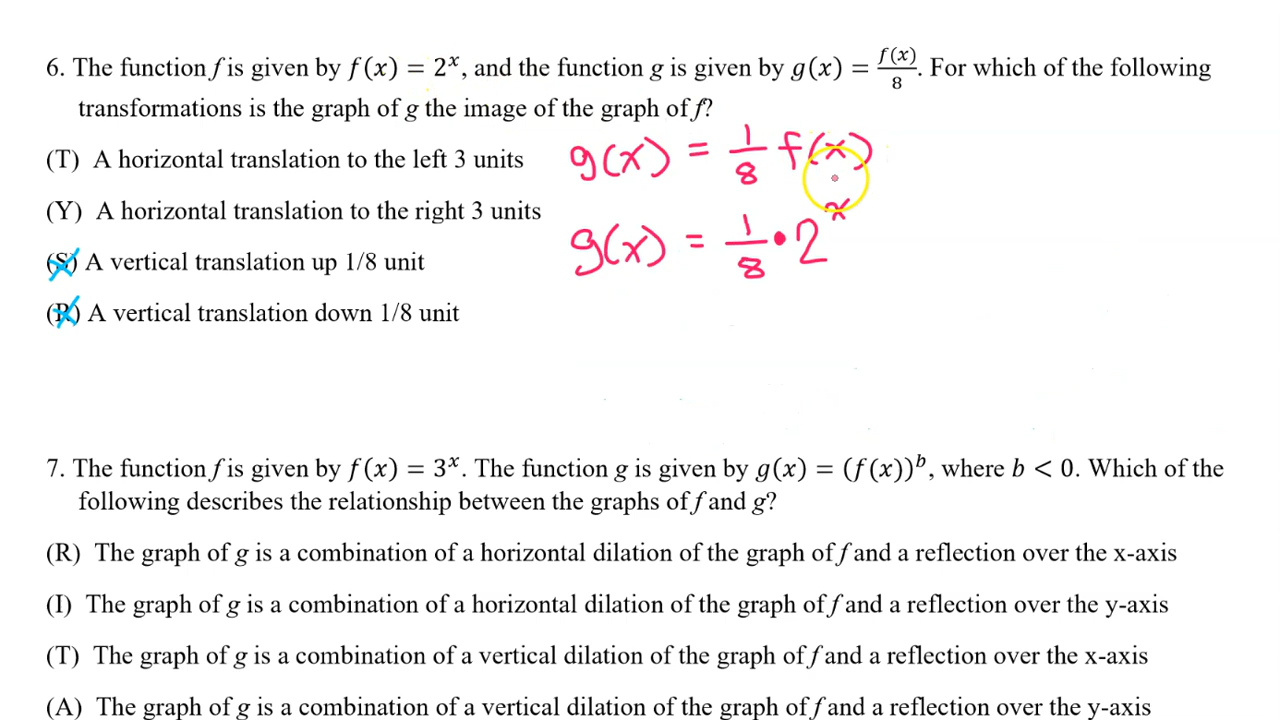 6. The function f is given by f(x) = 2^x, and the function g is given by g(x) = f(x)/8. For which of the following
transformations is the graph of g the image of the graph of f?
(T) A horizontal translation to the left 3 units
g(x) = 1/8 f(x)
(Y) A horizontal translation to the right 3 units
g(x) = 1/8 • 2^x
(S) A vertical translation up 1/8 unit
(R) A vertical translation down 1/8 unit
7. The function f is given by f(x) = 3^x. The function g is given by g(x) = (f(x))^b, where b < 0. Which of the
following describes the relationship between the graphs of f and g?
(R) The graph of g is a combination of a horizontal dilation of the graph of f and a reflection over the x-axis
(I) The graph of g is a combination of a horizontal dilation of the graph of f and a reflection over the y-axis
(T) The graph of g is a combination of a vertical dilation of the graph of f and a reflection over the x-axis
(A) The graph of g is a combination of a vertical dilation of the graph of f and a reflection over the y-axis